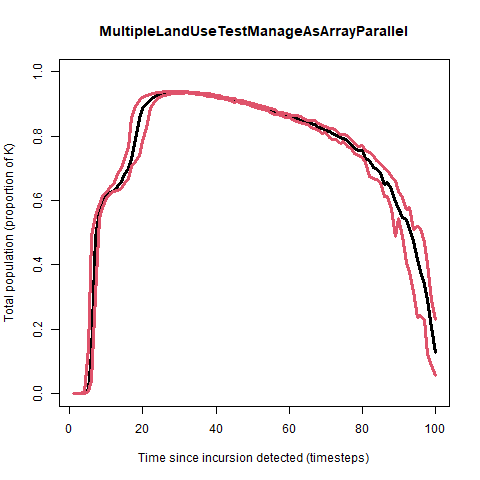 MultipleLandUseTestManageAsArrayParallel
Total population (proportion of K)
1.0
0.8
0.6
0.4
0.2
0.0
0 20 40 60 80 100
Time since incursion detected (timesteps)